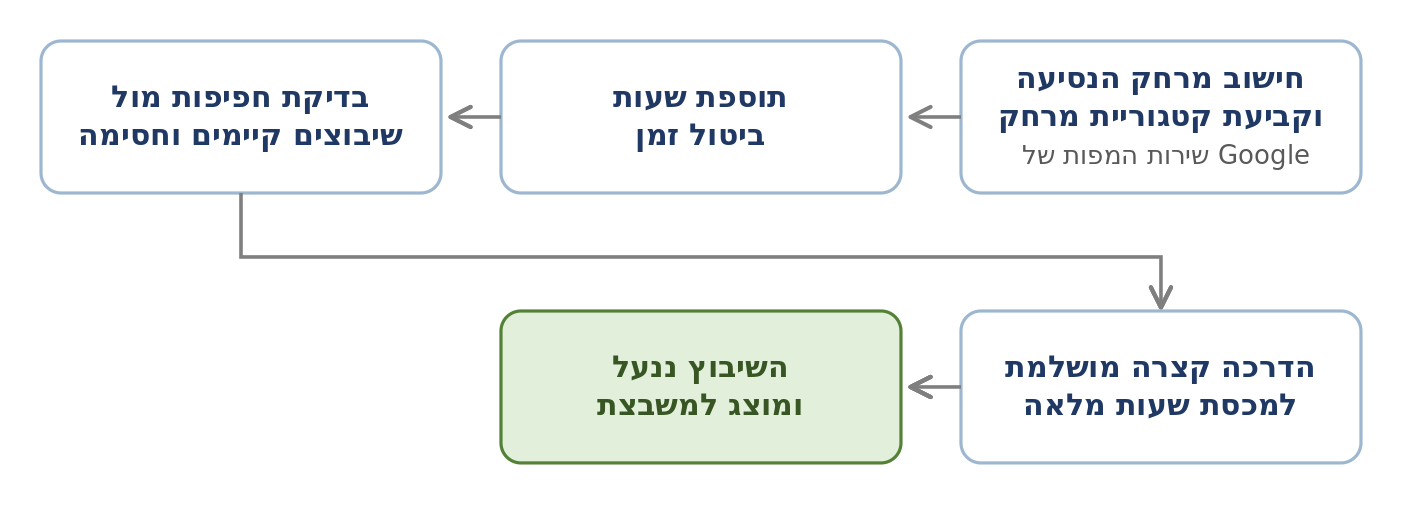 חישוב מרחק הנסיעה
וקביעת קטגוריית מרחק
שירות המפות של Google
תוספת שעות
ביטול זמן
בדיקת חפיפות מול
שיבוצים קיימים וחסימה
הדרכה קצרה מושלמת
למכסת שעות מלאה
השיבוץ ננעל
ומוצג למשבצת